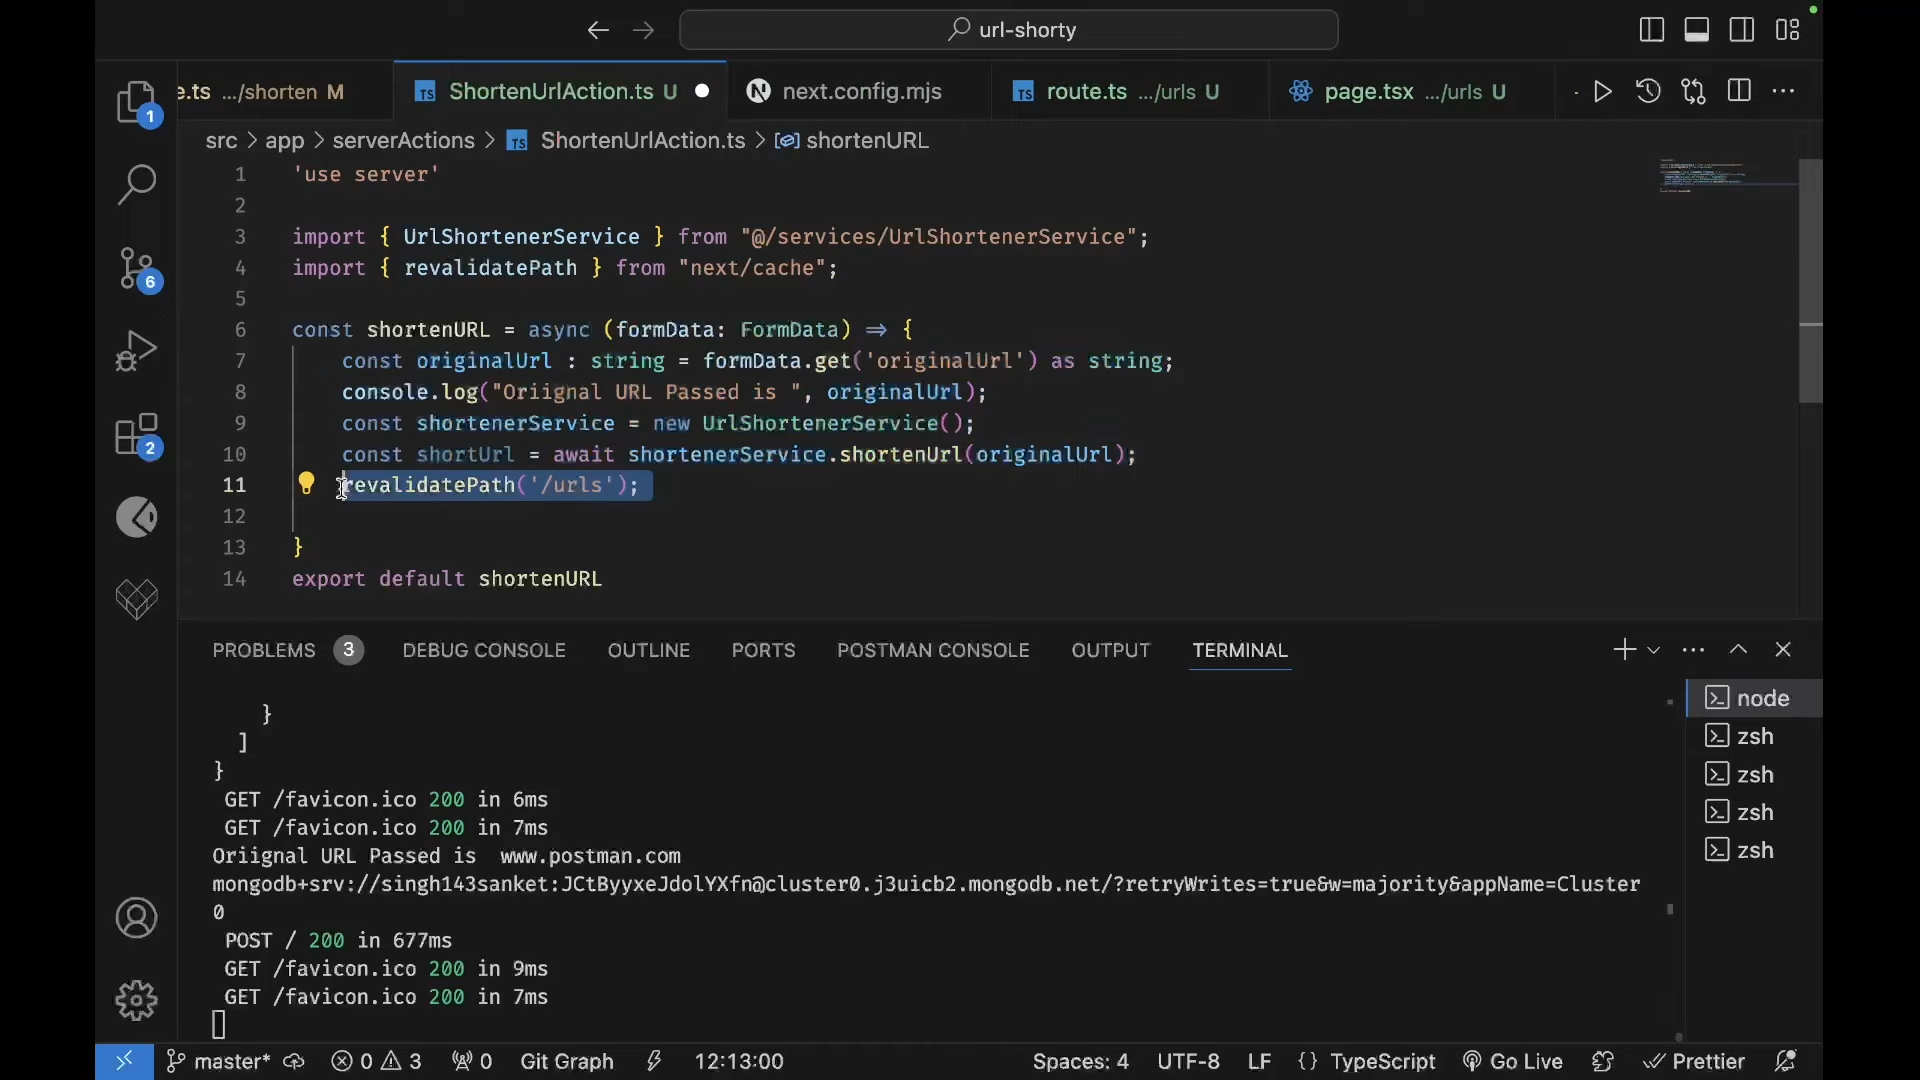 url-shorty
e.ts .../shorten M
ShortenUrlAction.ts U
next.config.mjs
route.ts .../urls U
page.tsx .../urls U
src > app > serverActions > ShortenUrlAction.ts > shortenURL
1 'use server'
2
3 import { UrlShortenerService } from "@/services/UrlShortenerService";
4 import { revalidatePath } from "next/cache";
5
6 const shortenURL = async (formData: FormData) => {
7 const originalUrl : string = formData.get('originalUrl') as string;
8 console.log("Oriignal URL Passed is ", originalUrl);
9 const shortenerService = new UrlShortenerService();
10 const shortUrl = await shortenerService.shortenUrl(originalUrl);
11 revalidatePath('/urls');
12
13 }
14 export default shortenURL
1
6
2
PROBLEMS 3 DEBUG CONSOLE OUTLINE PORTS POSTMAN CONSOLE OUTPUT TERMINAL
}
]
}
GET /favicon.ico 200 in 6ms
GET /favicon.ico 200 in 7ms
Oriignal URL Passed is www.postman.com
mongodb+srv://singh143sanket:JCtByyxeJdolYXfn@cluster0.j3uicb2.mongodb.net/?retryWrites=true&w=majority&appName=Cluster
0
POST / 200 in 677ms
GET /favicon.ico 200 in 9ms
GET /favicon.ico 200 in 7ms
node
zsh
zsh
zsh
zsh
master* 0 3 0 Git Graph 12:13:00 Spaces: 4 UTF-8 LF {} TypeScript Go Live Prettier